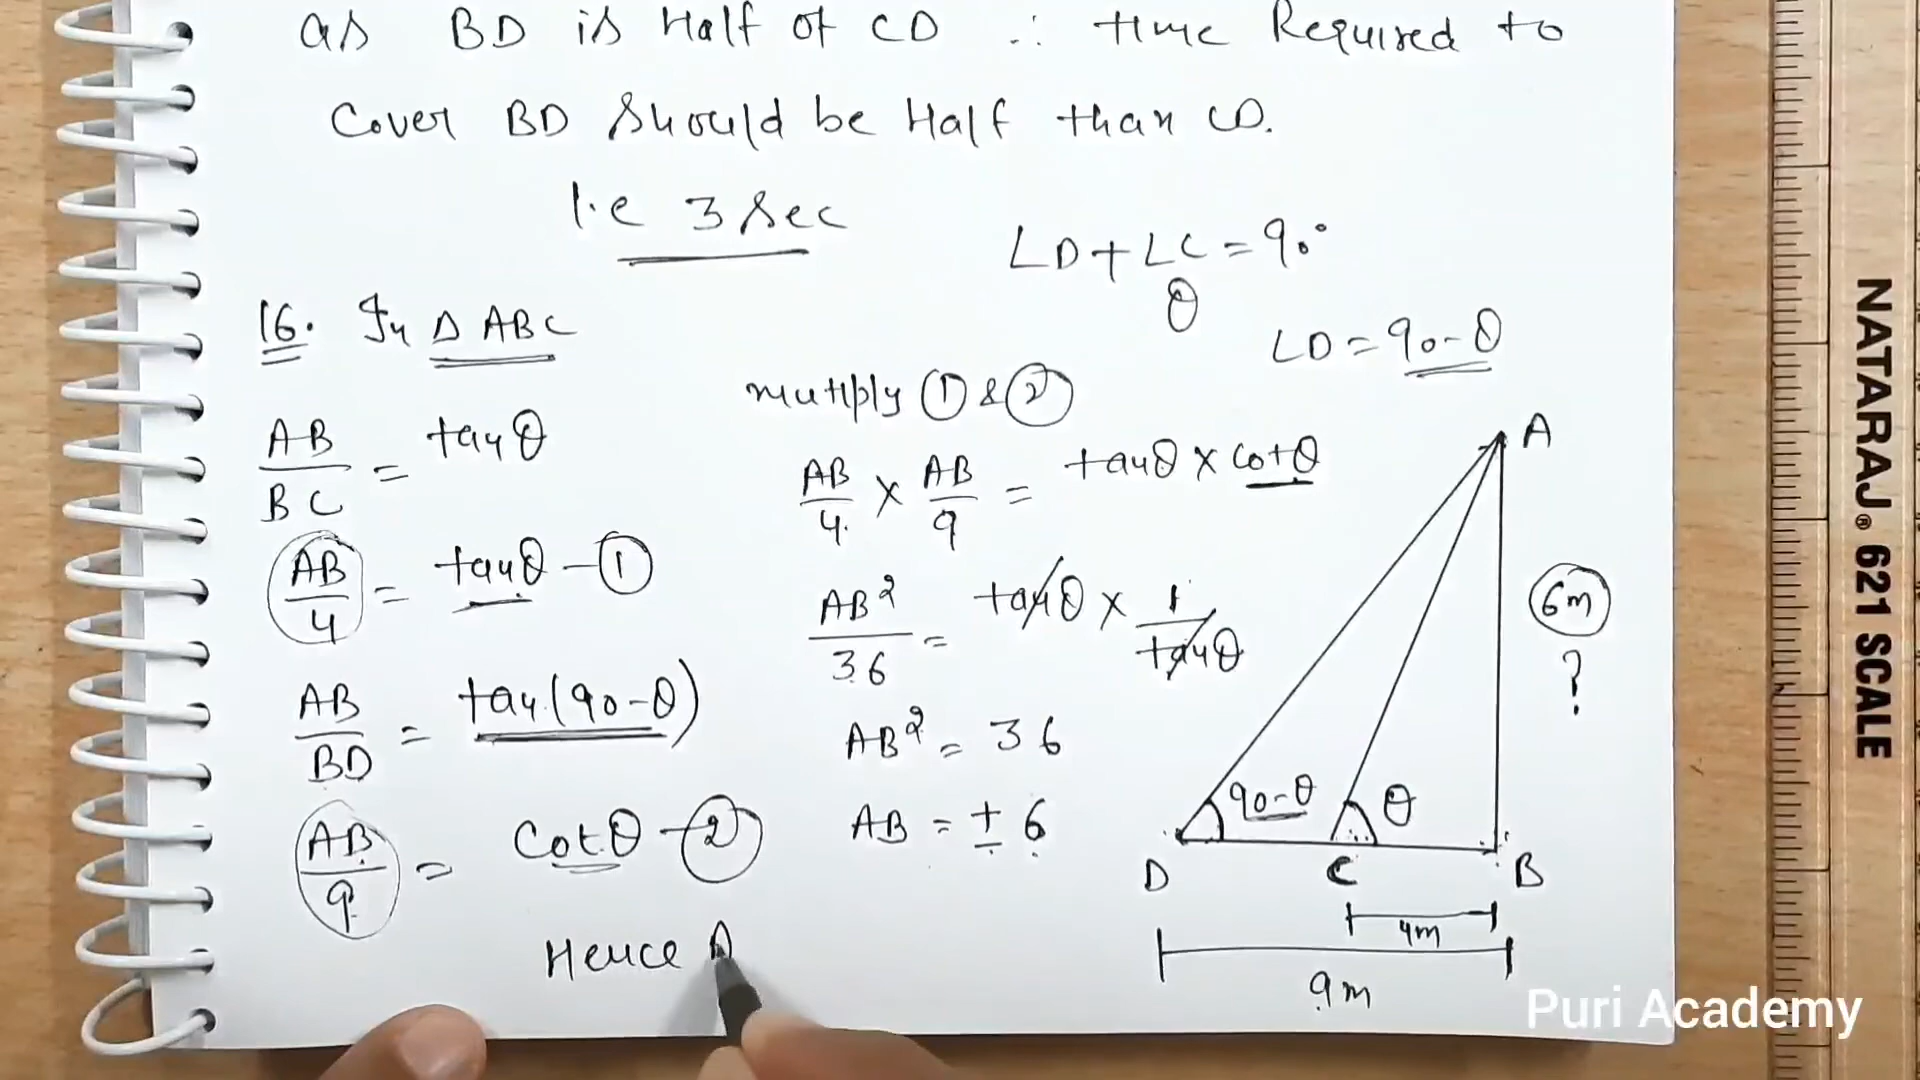 as BD is Half of CD ∴ time Required to
Cover BD Should be Half than CD.
I.e 3 Sec
∠D + ∠C = 90°
θ
∠D = 90-θ
16. In Δ ABC
AB/BC = tanθ
AB/4 = tanθ - ①
AB/BD = tan(90-θ)
AB/9 = Cotθ - ②
multiply ① & ②
AB/4 × AB/9 = tanθ × Cotθ
AB²/36 = tanθ × 1/tanθ
AB² = 36
AB = ± 6
Hence A
A
6m
?
90-θ
θ
D C B
4m
9m
Puri Academy
NATARAJ® 621 SCALE